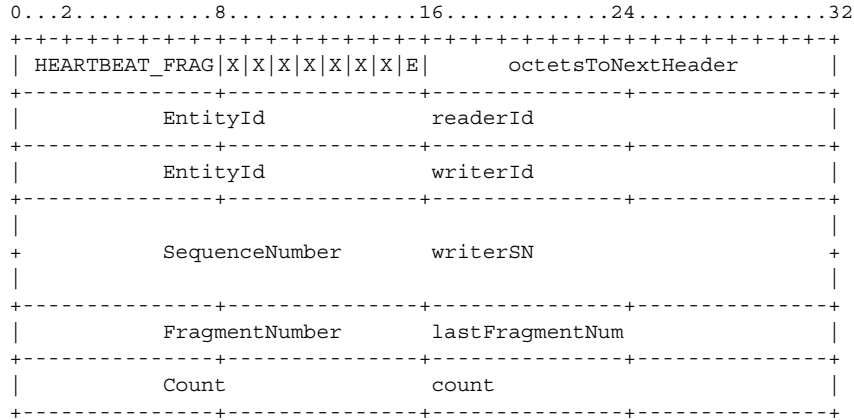 0...2...........8...............16.............24...............32
+-+-+-+-+-+-+-+-+-+-+-+-+-+-+-+-+-+-+-+-+-+-+-+-+-+-+-+-+-+-+-+-+
| HEARTBEAT_FRAG|X|X|X|X|X|X|X|E|      octetsToNextHeader       |
+---------------+---------------+---------------+---------------+
|           EntityId             readerId                       |
+---------------+---------------+---------------+---------------+
|           EntityId             writerId                       |
+---------------+---------------+---------------+---------------+
|                                                               |
+           SequenceNumber       writerSN                       +
|                                                               |
+---------------+---------------+---------------+---------------+
|           FragmentNumber       lastFragmentNum                |
+---------------+---------------+---------------+---------------+
|           Count                count                          |
+---------------+---------------+---------------+---------------+